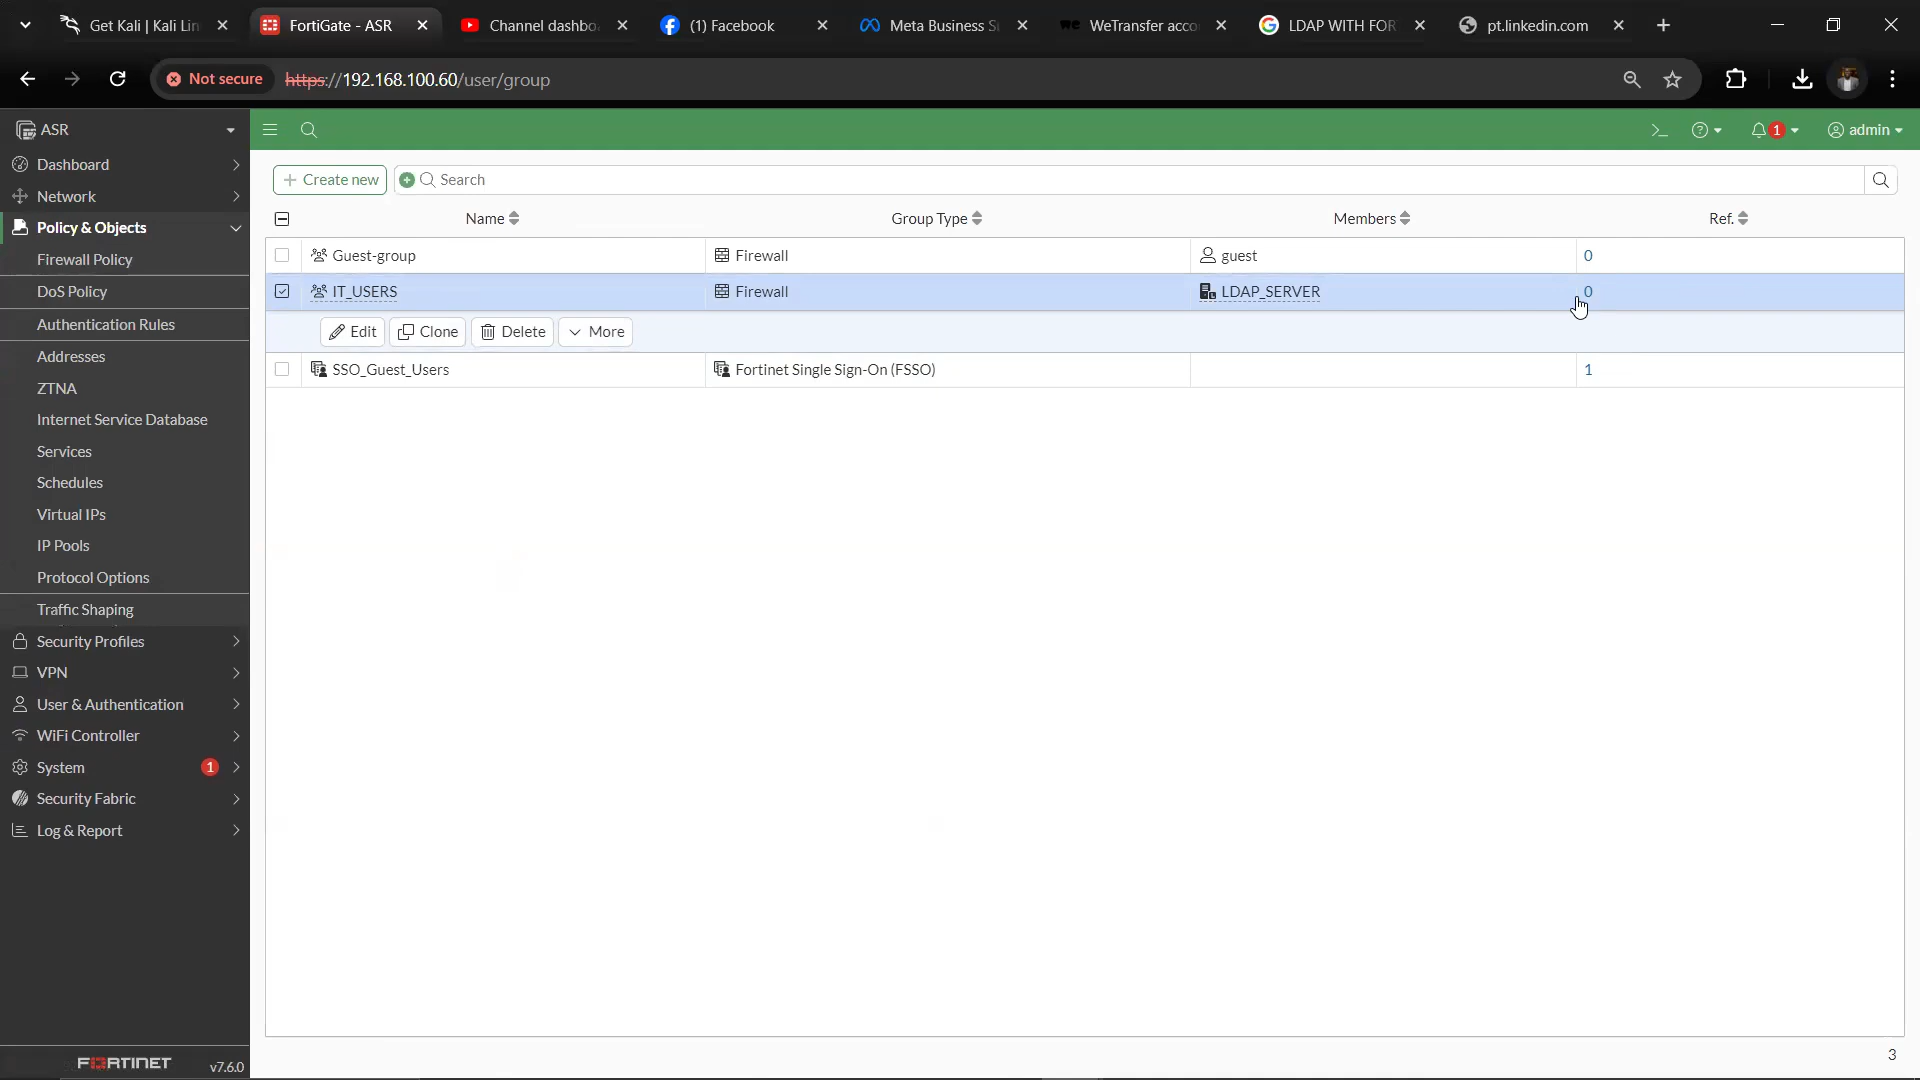 Get Kali | Kali Lin
FortiGate - ASR
Channel dashbo
(1) Facebook
Meta Business S
WeTransfer acco
LDAP WITH FOR
pt.linkedin.com
Not secure
https://192.168.100.60/user/group
ASR
1
admin
Dashboard
Network
Policy & Objects
Firewall Policy
DoS Policy
Authentication Rules
Addresses
ZTNA
Internet Service Database
Services
Schedules
Virtual IPs
IP Pools
Protocol Options
Traffic Shaping
Security Profiles
VPN
User & Authentication
WiFi Controller
System 1
Security Fabric
Log & Report
FORTINET v7.6.0
+ Create new
Search
Name Group Type Members Ref.
Guest-group Firewall guest 0
IT_USERS Firewall LDAP_SERVER 0
Edit Clone Delete More
SSO_Guest_Users Fortinet Single Sign-On (FSSO) 1
3